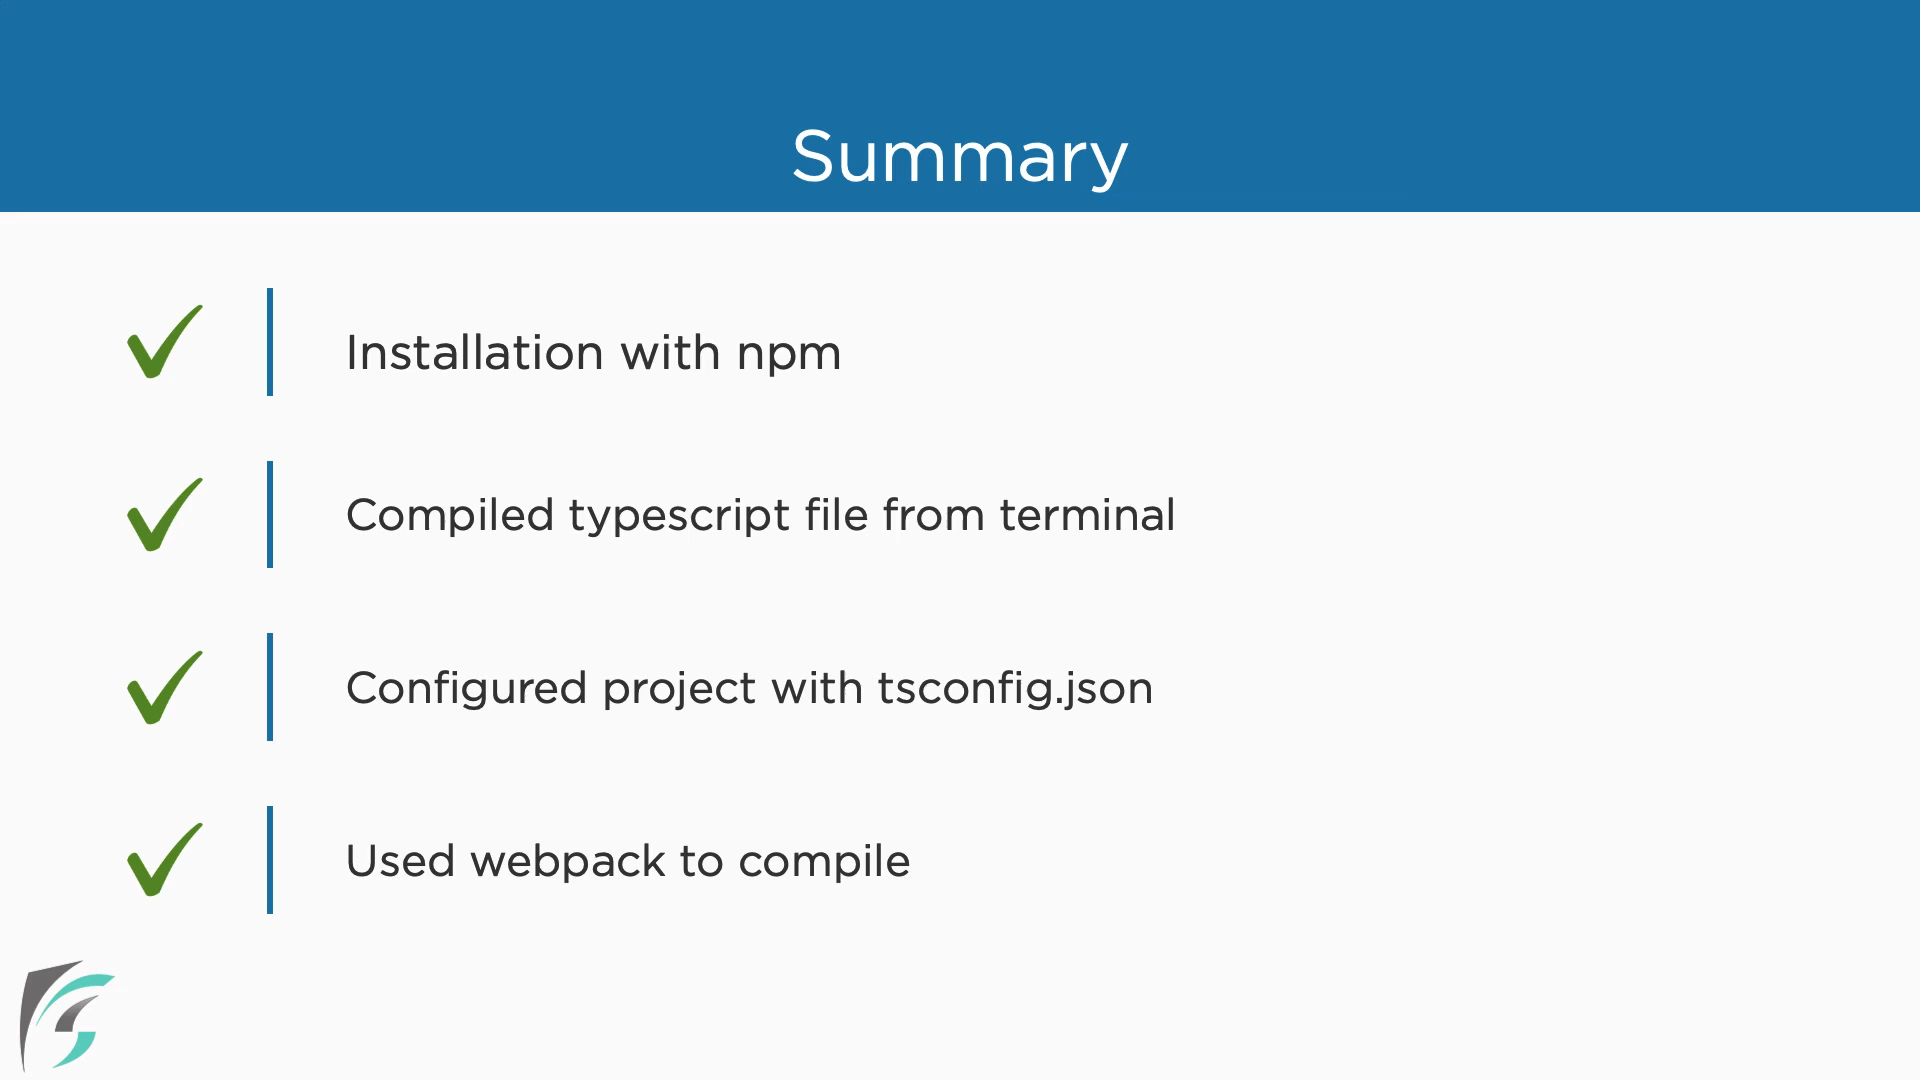 Summary
Installation with npm
Compiled typescript file from terminal
Configured project with tsconfig.json
Used webpack to compile